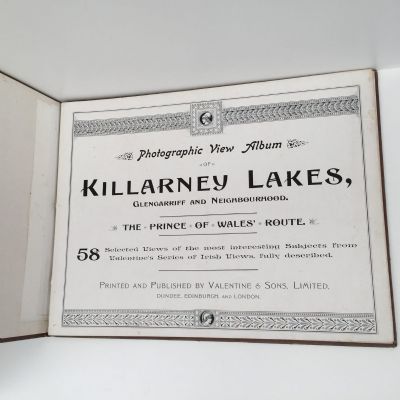 Photographic View Album
OF
KILLARNEY LAKES,
GLENGARRIFF AND NEIGHBOURHOOD.
THE PRINCE OF WALES' ROUTE.
58 Selected Views of the most interesting Subjects from
Valentine's Series of Irish Views, fully described.
PRINTED AND PUBLISHED BY VALENTINE & SONS, LIMITED,
DUNDEE, EDINBURGH, AND LONDON.